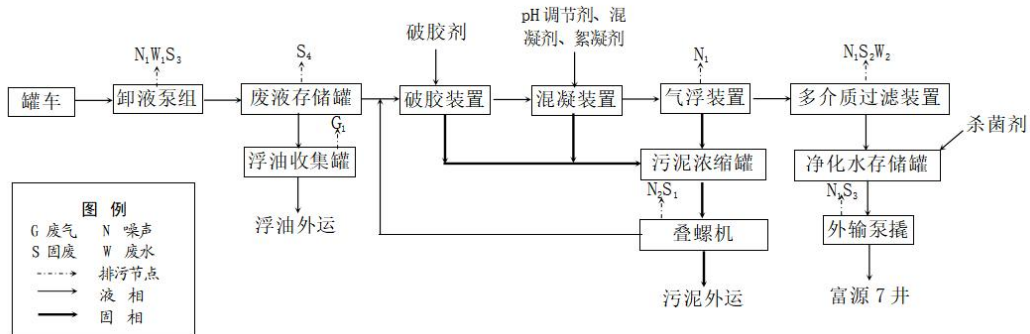 破胶剂
pH 调节剂、混
凝剂、絮凝剂
N₁W₁S₃
S₄
N₁
N₁S₂W₂
罐车
卸液泵组
废液存储罐
破胶装置
混凝装置
气浮装置
多介质过滤装置
杀菌剂
G₁
浮油收集罐
污泥浓缩罐
净化水存储罐
N₂S₁
N₁S₃
浮油外运
叠螺机
外输泵撬
污泥外运
富源 7 井
图 例
G 废气 N 噪声
S 固废 W 废水
排污节点
液 相
固 相